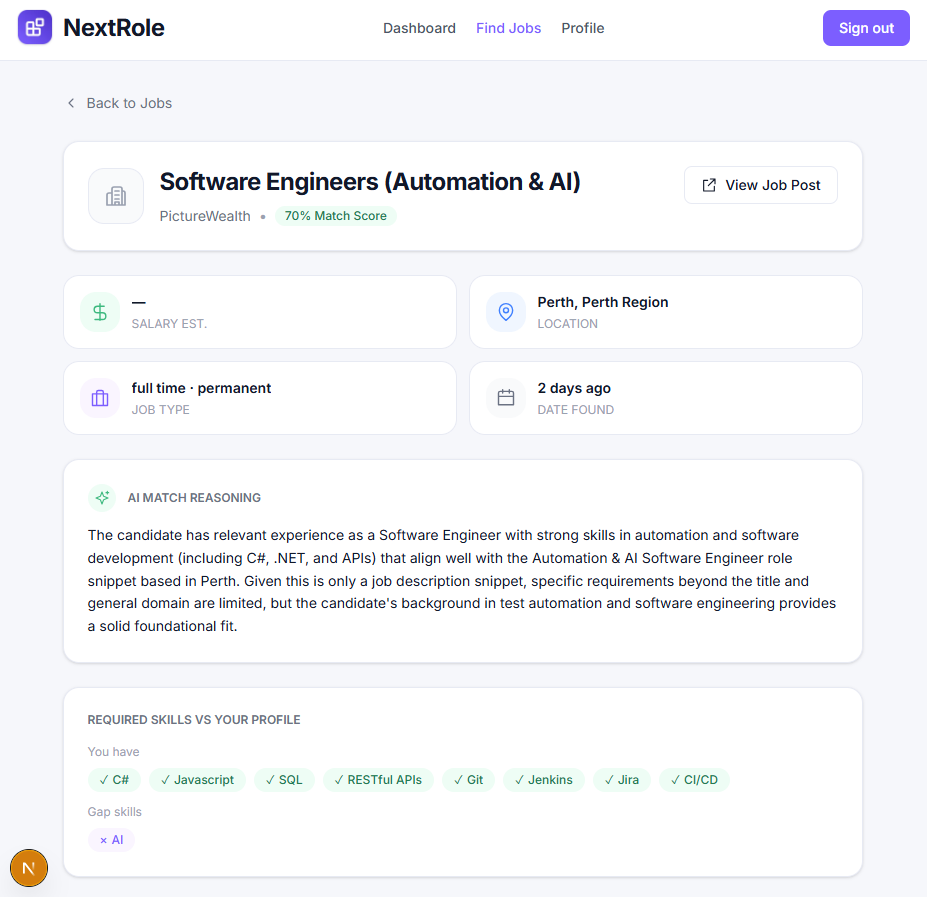 NextRole
Dashboard Find Jobs Profile
Sign out
Back to Jobs
Software Engineers (Automation & AI)
PictureWealth • 70% Match Score
View Job Post
—
SALARY EST.
Perth, Perth Region
LOCATION
full time · permanent
JOB TYPE
2 days ago
DATE FOUND
AI MATCH REASONING
The candidate has relevant experience as a Software Engineer with strong skills in automation and software
development (including C#, .NET, and APIs) that align well with the Automation & AI Software Engineer role
snippet based in Perth. Given this is only a job description snippet, specific requirements beyond the title and
general domain are limited, but the candidate's background in test automation and software engineering provides
a solid foundational fit.
REQUIRED SKILLS VS YOUR PROFILE
You have
✓ C# ✓ Javascript ✓ SQL ✓ RESTful APIs ✓ Git ✓ Jenkins ✓ Jira ✓ CI/CD
Gap skills
× AI
N